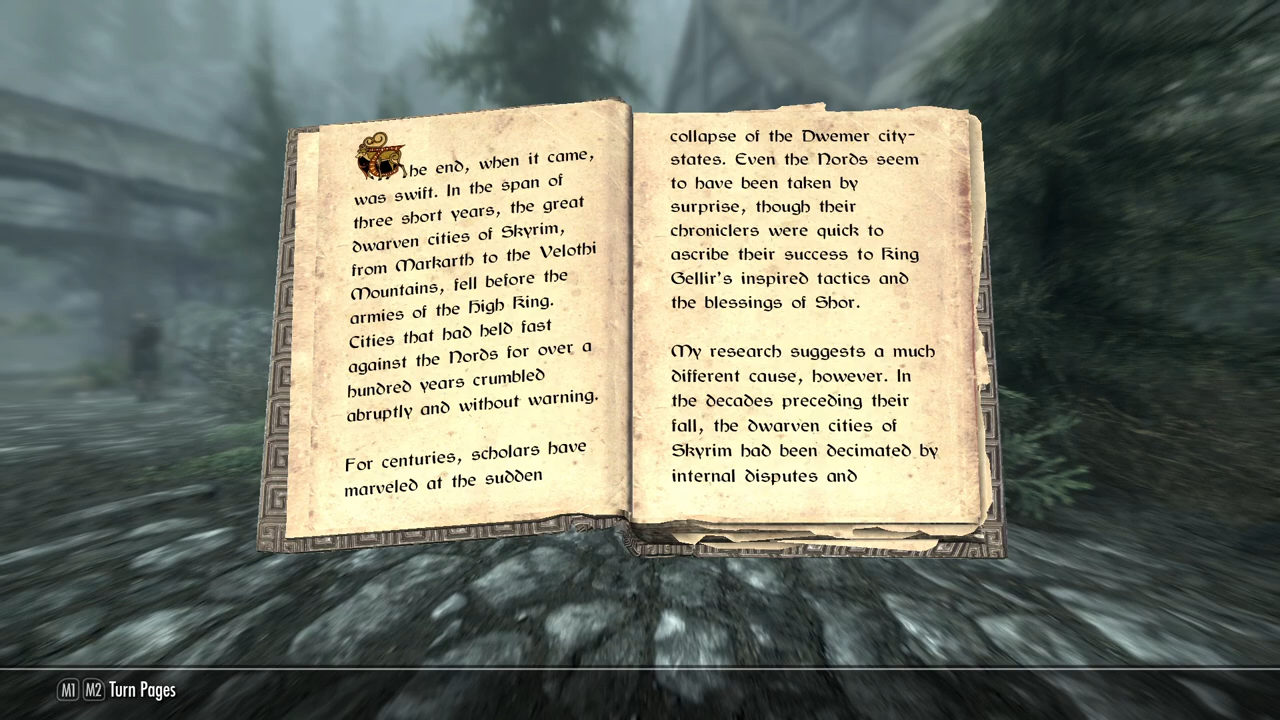 The end, when it came,
was swift. In the span of
three short years, the great
dwarven cities of Skyrim,
from Markarth to the Velothi
Mountains, fell before the
armies of the High King.
Cities that had held fast
against the Nords for over a
hundred years crumbled
abruptly and without warning.
For centuries, scholars have
marveled at the sudden
collapse of the Dwemer city-
states. Even the Nords seem
to have been taken by
surprise, though their
chroniclers were quick to
ascribe their success to King
Gellir's inspired tactics and
the blessings of Shor.
My research suggests a much
different cause, however. In
the decades preceding their
fall, the dwarven cities of
Skyrim had been decimated by
internal disputes and
M1 M2 Turn Pages